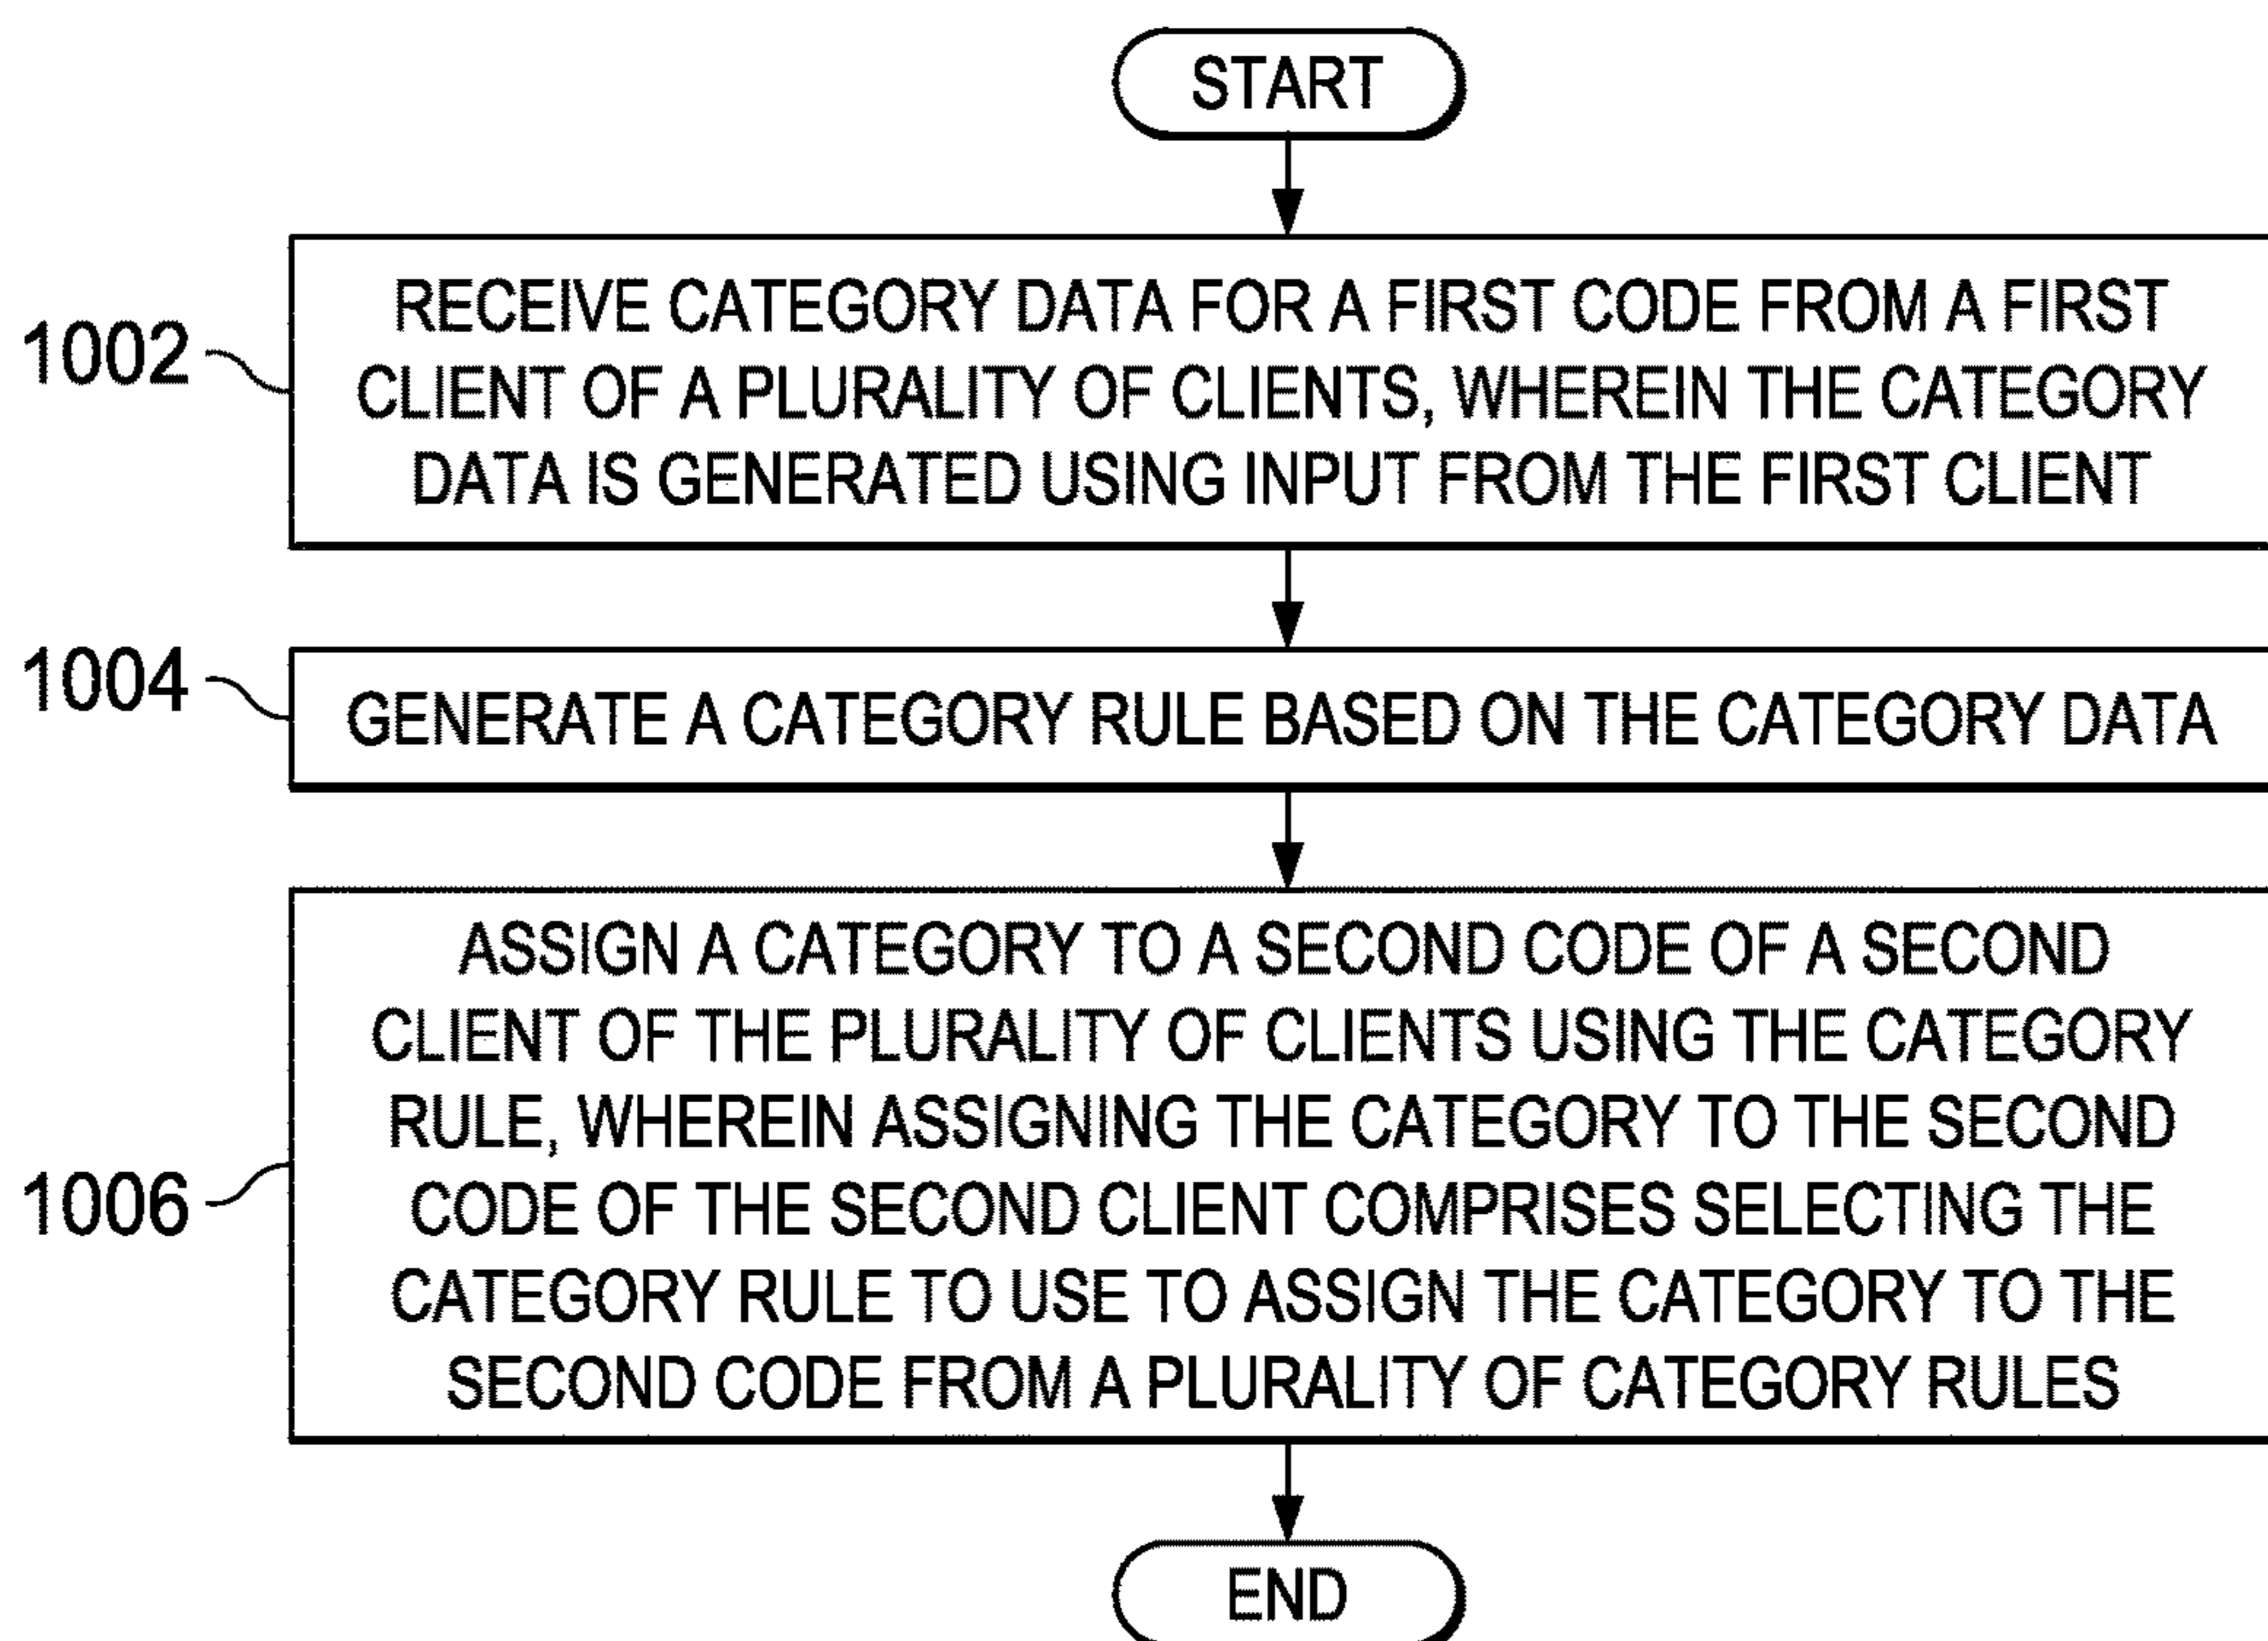 START
1002
RECEIVE CATEGORY DATA FOR A FIRST CODE FROM A FIRST
CLIENT OF A PLURALITY OF CLIENTS, WHEREIN THE CATEGORY
DATA IS GENERATED USING INPUT FROM THE FIRST CLIENT
1004
GENERATE A CATEGORY RULE BASED ON THE CATEGORY DATA
1006
ASSIGN A CATEGORY TO A SECOND CODE OF A SECOND
CLIENT OF THE PLURALITY OF CLIENTS USING THE CATEGORY
RULE, WHEREIN ASSIGNING THE CATEGORY TO THE SECOND
CODE OF THE SECOND CLIENT COMPRISES SELECTING THE
CATEGORY RULE TO USE TO ASSIGN THE CATEGORY TO THE
SECOND CODE FROM A PLURALITY OF CATEGORY RULES
END